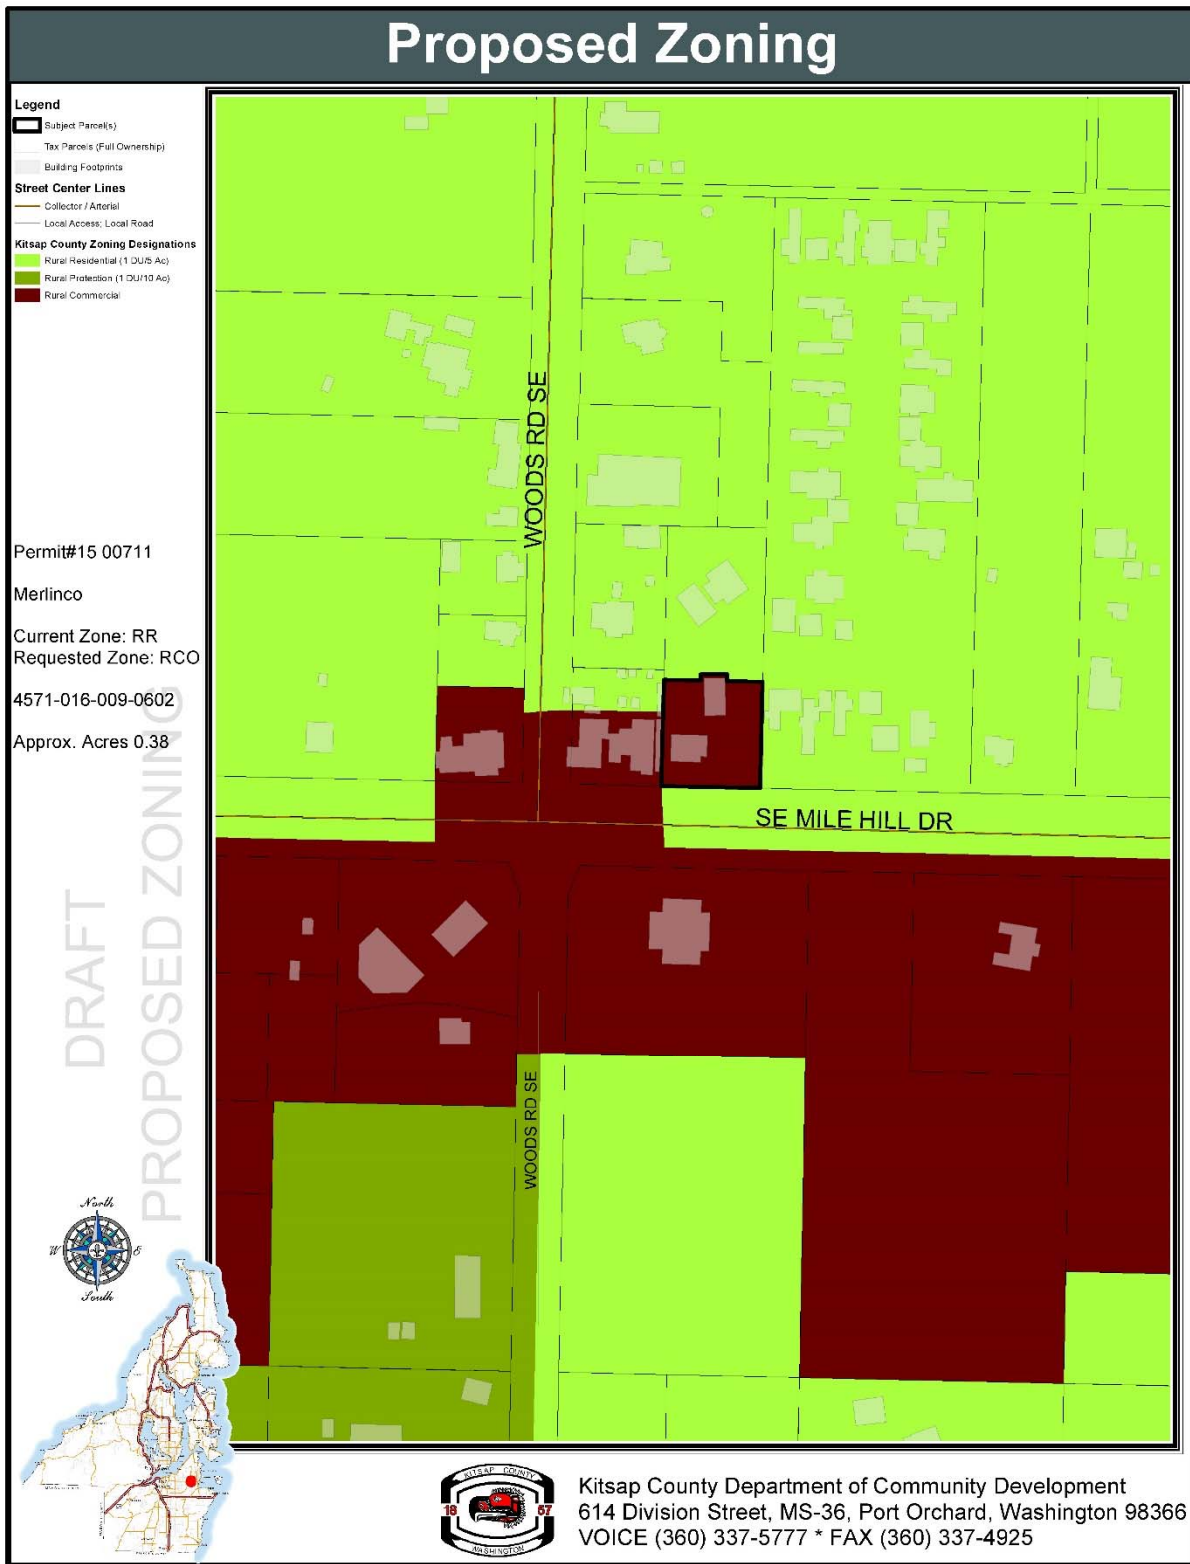 Proposed Zoning
Legend
Subject Parcel(s)
Tax Parcels (Full Ownership)
Building Footprints
Street Center Lines
Collector / Arterial
Local Access; Local Road
Kitsap County Zoning Designations
Rural Residential (1 DU/5 Ac)
Rural Protection (1 DU/10 Ac)
Rural Commercial
Permit#15 00711
Merlinco
Current Zone: RR
Requested Zone: RCO
4571-016-009-0602
Approx. Acres 0.38
DRAFT
PROPOSED ZONING
WOODS RD SE
SE MILE HILL DR
WOODS RD SE
North
W
E
South
KITSAP COUNTY
18
57
WASHINGTON
Kitsap County Department of Community Development
614 Division Street, MS-36, Port Orchard, Washington 98366
VOICE (360) 337-5777 * FAX (360) 337-4925